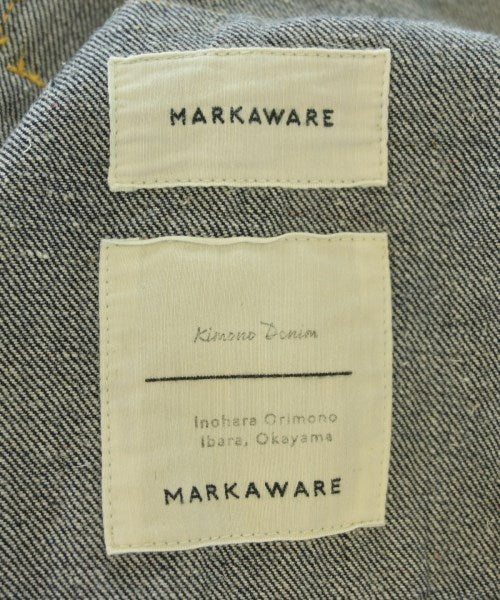 MARKAWARE
Kimono Denim
Inohara Orimono
Ibara, Okayama
MARKAWARE